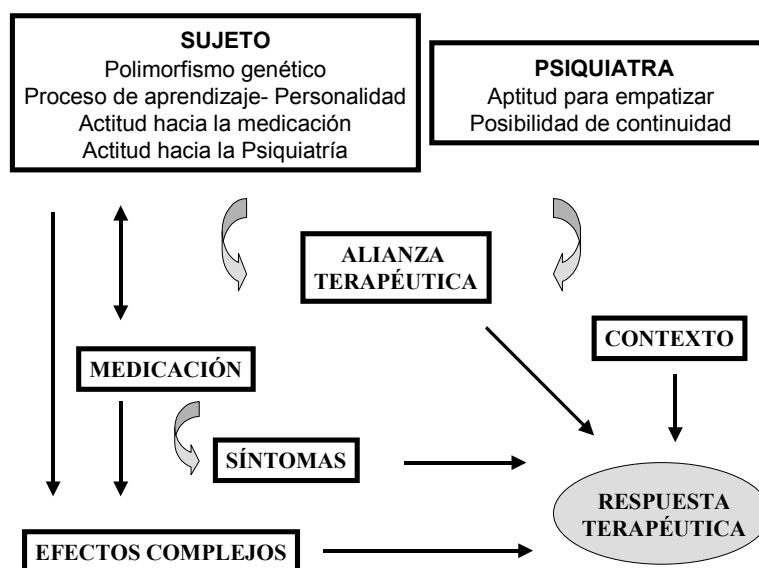 SUJETO
Polimorfismo genético
Proceso de aprendizaje- Personalidad
Actitud hacia la medicación
Actitud hacia la Psiquiatría
PSIQUIATRA
Aptitud para empatizar
Posibilidad de continuidad
ALIANZA
TERAPÉUTICA
CONTEXTO
MEDICACIÓN
SÍNTOMAS
RESPUESTA
TERAPÉUTICA
EFECTOS COMPLEJOS